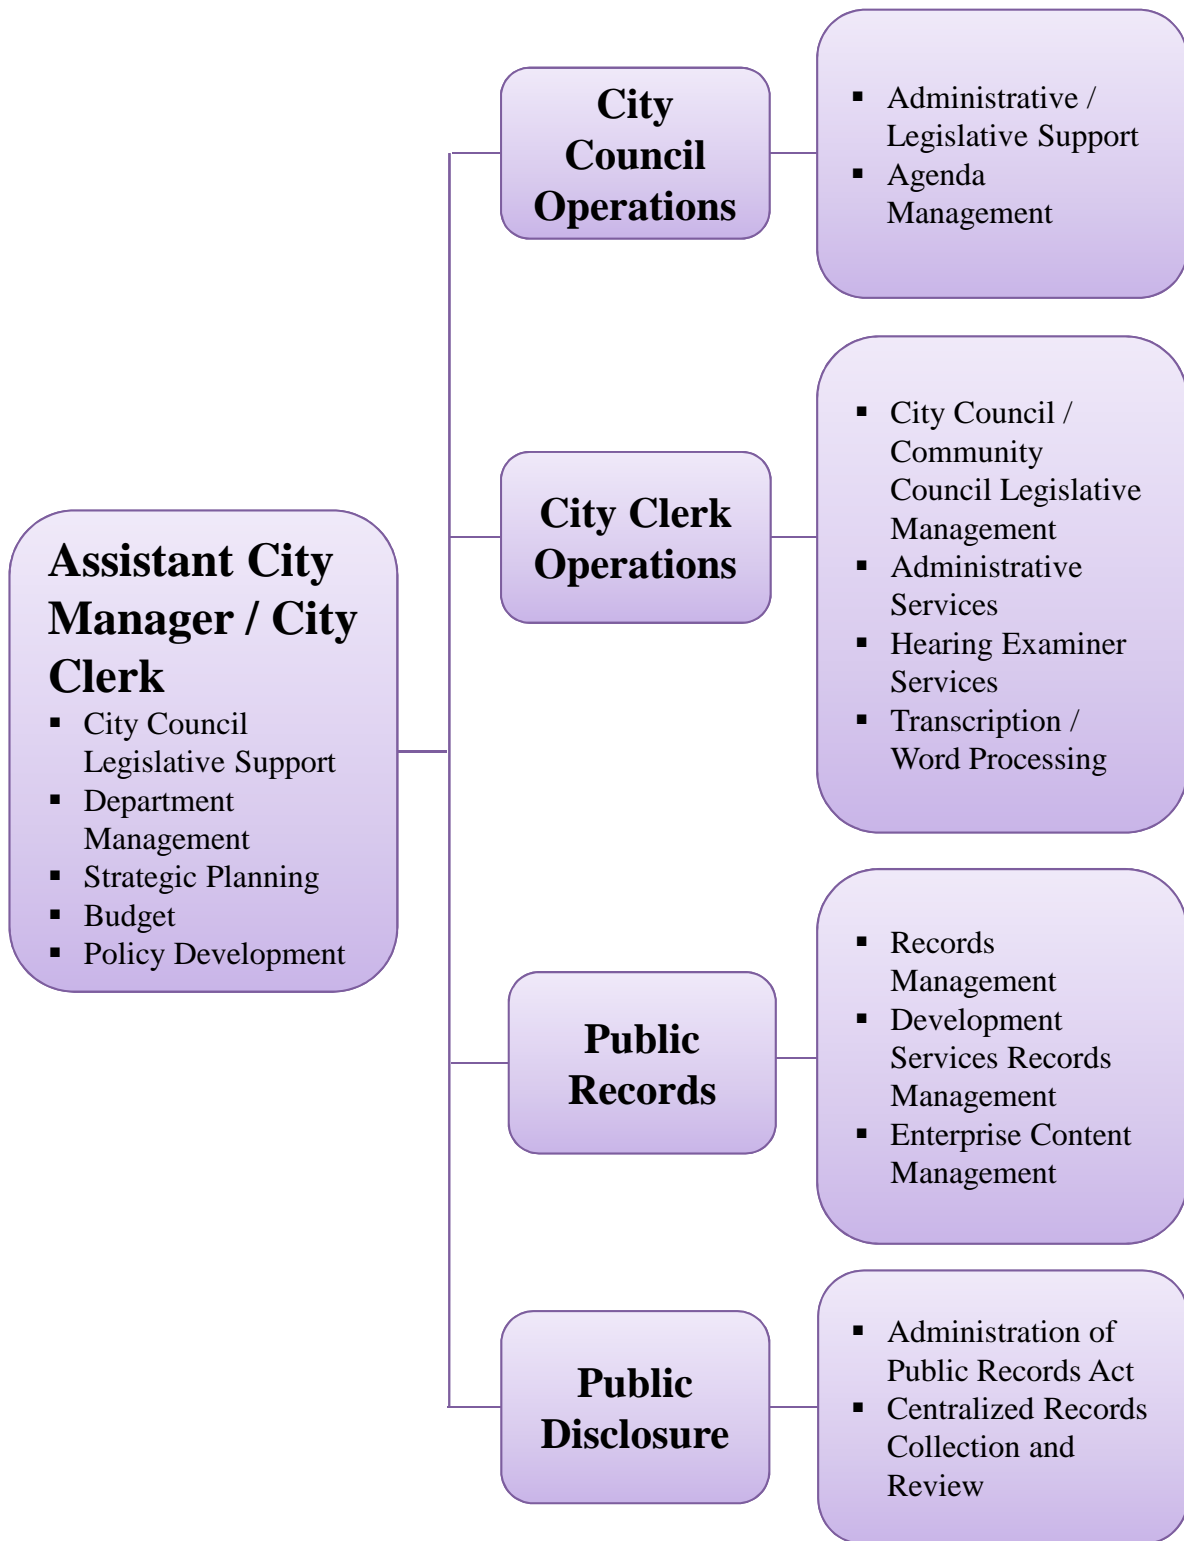 Assistant City
Manager / City
Clerk
▪ City Council
Legislative Support
▪ Department
Management
▪ Strategic Planning
▪ Budget
▪ Policy Development
City
Council
Operations
▪ Administrative /
Legislative Support
▪ Agenda
Management
City Clerk
Operations
▪ City Council /
Community
Council Legislative
Management
▪ Administrative
Services
▪ Hearing Examiner
Services
▪ Transcription /
Word Processing
Public
Records
▪ Records
Management
▪ Development
Services Records
Management
▪ Enterprise Content
Management
Public
Disclosure
▪ Administration of
Public Records Act
▪ Centralized Records
Collection and
Review